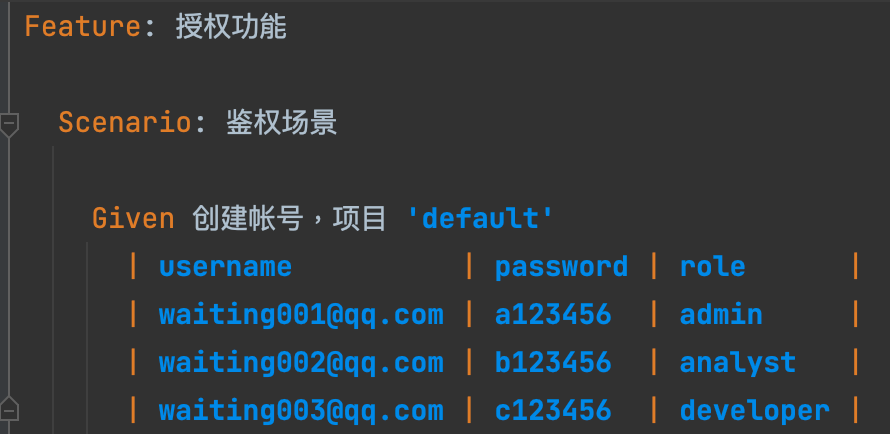 Feature: 授权功能
Scenario: 鉴权场景
Given 创建帐号，项目 'default'
| username | password | role |
| waiting001@qq.com | a123456 | admin |
| waiting002@qq.com | b123456 | analyst |
| waiting003@qq.com | c123456 | developer |